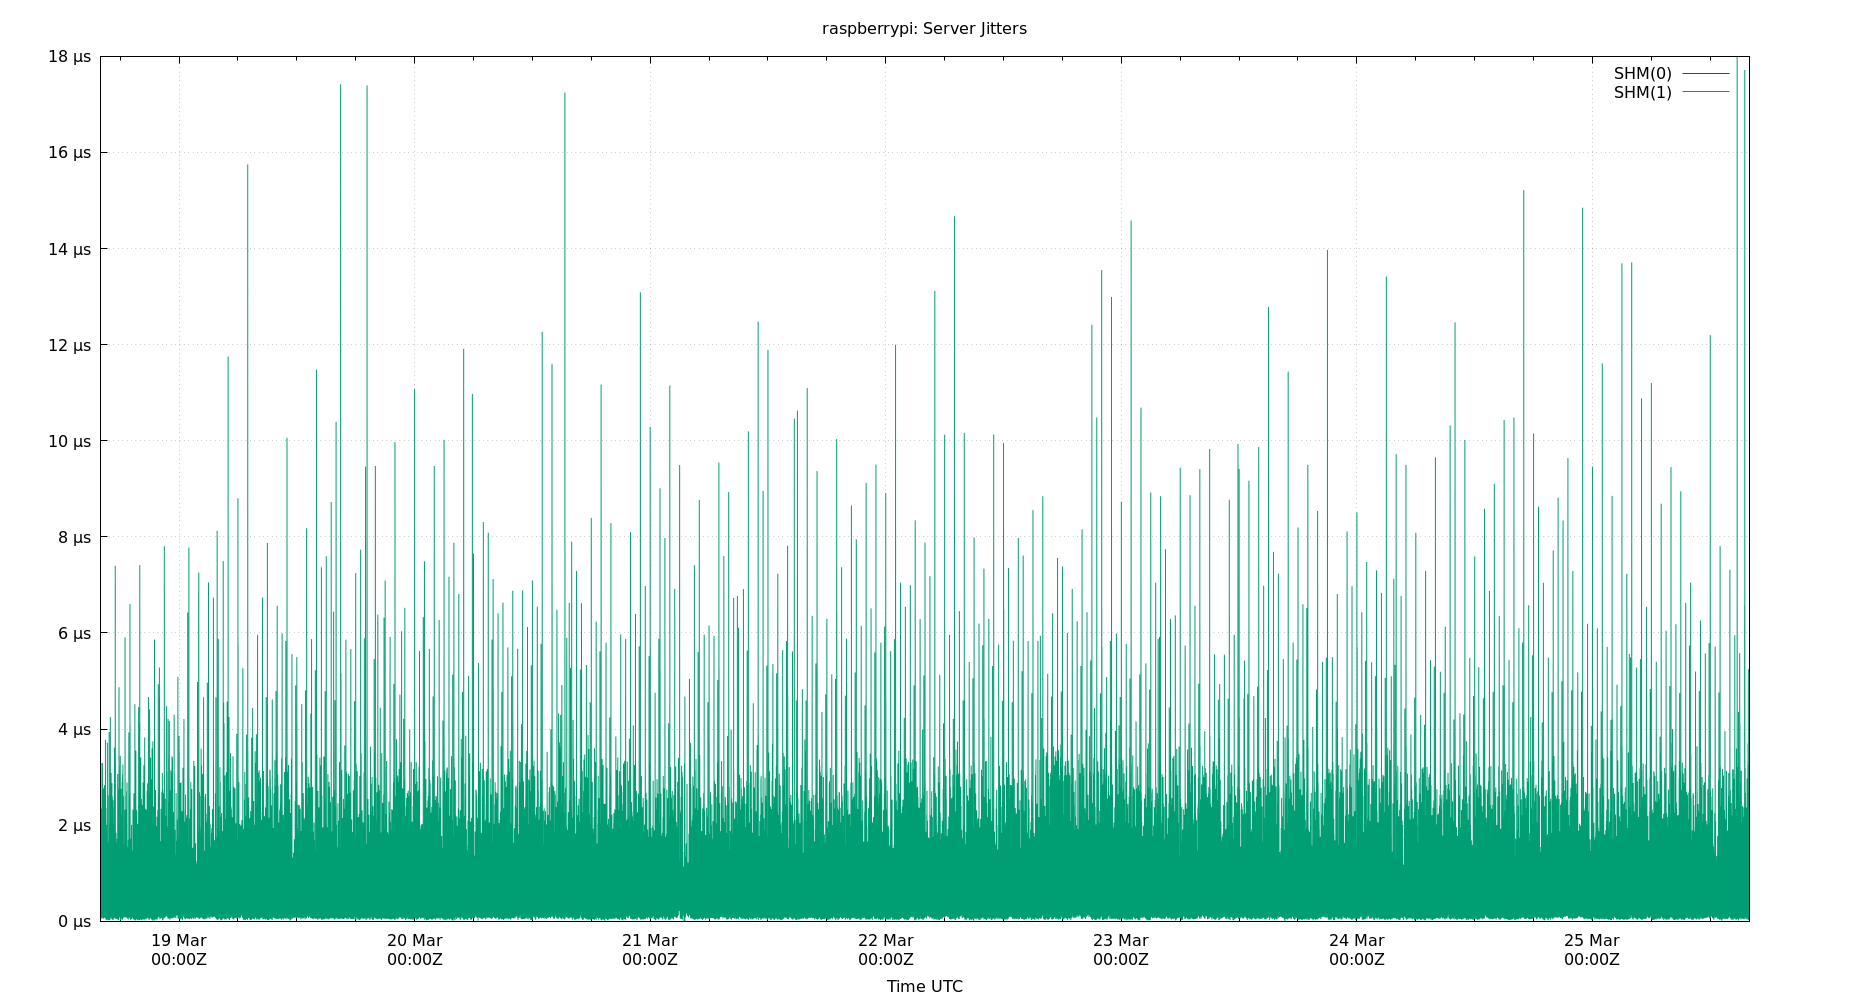 raspberrypi: Server Jitters
SHM(0)
SHM(1)
18 µs
16 µs
14 µs
12 µs
10 µs
8 µs
6 µs
4 µs
2 µs
0 µs
19 Mar
00:00Z
20 Mar
00:00Z
21 Mar
00:00Z
22 Mar
00:00Z
23 Mar
00:00Z
24 Mar
00:00Z
25 Mar
00:00Z
Time UTC